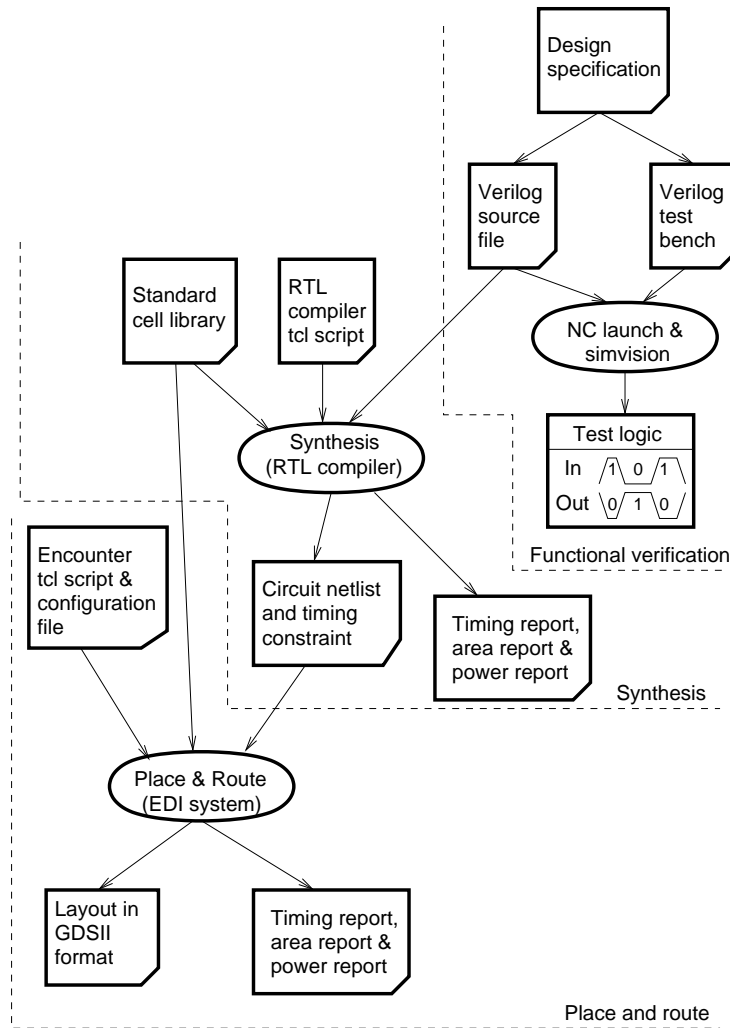 Design
specification
Verilog
source
file
Verilog
test
bench
Standard
cell library
RTL
compiler
tcl script
NC launch &
simvision
Synthesis
(RTL compiler)
Test logic
In 1 0 1
Out 0 1 0
Functional verification
Encounter
tcl script &
configuration
file
Circuit netlist
and timing
constraint
Timing report,
area report &
power report
Synthesis
Place & Route
(EDI system)
Layout in
GDSII
format
Timing report,
area report &
power report
Place and route